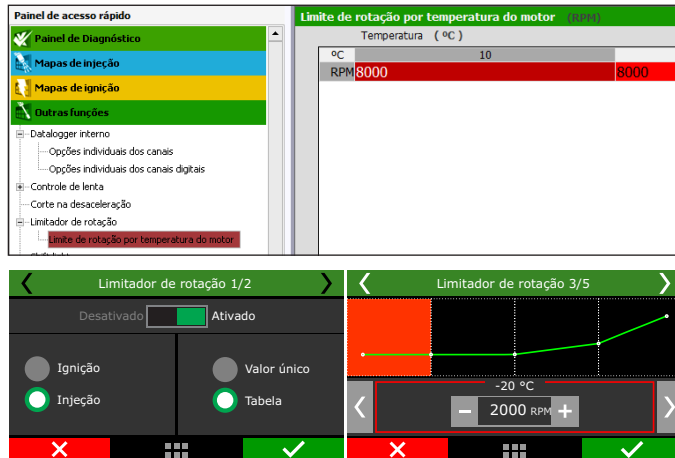 Painel de acesso rápido
Painel de Diagnóstico
Mapas de injeção
Mapas de ignição
Outras funções
Datalogger interno
Opções individuais dos canais
Opções individuais dos canais digitais
Controle de lenta
Corte na desaceleração
Limitador de rotação
Limite de rotação por temperatura do motor
Limite de rotação por temperatura do motor (RPM)
Temperatura ( ºC )
ºC 10
RPM 8000 8000
Limitador de rotação 1/2
Desativado Ativado
Ignição Valor único
Injeção Tabela
Limitador de rotação 3/5
-20 °C
2000 RPM